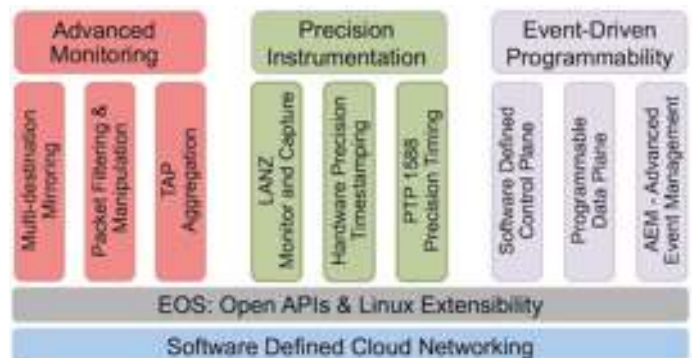 Advanced
Monitoring
Precision
Instrumentation
Event-Driven
Programmability
Multi-destination
Mirroring
Packet Filtering &
Manipulation
TAP
Aggregation
LANZ
Monitor and Capture
Hardware Precision
Timestamping
PTP 1588
Precision Timing
Software Defined
Control Plane
Programmable
Data Plane
AEM - Advanced
Event Management
EOS: Open APIs & Linux Extensibility
Software Defined Cloud Networking